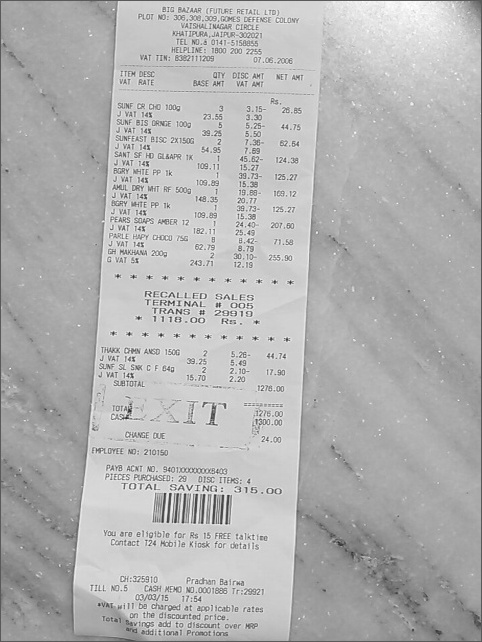 BIG BAZAAR (FUTURE RETAIL LTD)
PLOT NO: 306,308,309,GOMES DEFENSE COLONY
VAISHALINAGAR CIRCLE
KHATIPURA,JAIPUR-302021
TEL NO.& 0141-5158855
HELPLINE: 1800 200 2255
VAT TIN: 8382111209 07.06.2006
ITEM DESC QTY DISC AMT NET AMT
VAT RATE BASE AMT VAT AMT
Rs.
SUNF CR CHO 100g 3 3.15- 26.85
J VAT 14% 23.55 3.30
SUNF BIS ORNGE 100g 5 5.25- 44.75
J VAT 14% 39.25 5.50
SUNFEAST BISC 2X150G 2 7.36- 62.64
J VAT 14% 54.95 7.69
SANT SF HD GL&APR 1K 1 45.62- 124.38
J VAT 14% 109.11 15.27
BGRY WHTE PP 1k 1 39.73- 125.27
J VAT 14% 109.89 15.38
AMUL DRY WHT RF 500g 1 19.88- 169.12
J VAT 14% 148.35 20.77
BGRY WHTE PP 1k 1 39.73- 125.27
J VAT 14% 109.89 15.38
PEARS SOAPS AMBER 12 1 24.40- 207.60
J VAT 14% 182.11 25.49
PARLE HAPY CHOCO 75G 8 8.42- 71.58
J VAT 14% 62.79 8.79
GH MAKHANA 200g 2 30.10- 255.90
G VAT 5% 243.71 12.19
* * * * * * * * * * * *
RECALLED SALES
TERMINAL # 005
TRANS # 29919
* 1118.00 Rs. *
* * * * * * * * * * * *
THAKK CHMN ANSD 150G 2 5.26- 44.74
J VAT 14% 39.25 5.49
SUNF SL SNK C F 64g 2 2.10- 17.90
J VAT 14% 15.70 2.20
SUBTOTAL 1276.00
EXIT
TOTAL 1276.00
CASH 1300.00
CHANGE DUE 24.00
EMPLOYEE NO: 210150
PAYB ACNT NO. 9401XXXXXXXX8403
PIECES PURCHASED: 29 DISC ITEMS: 4
TOTAL SAVING: 315.00
You are eligible for Rs 15 FREE talktime
Contact T24 Mobile Kiosk for details
CH:325910 Pradhan Bairwa
TILL NO.5 CASH MEMO NO.0001886 Tr:29921
03/03/15 17:54
*VAT will be charged at applicable rates
on the discounted price.
Total Savings add to discount over MRP
and additional Promotions